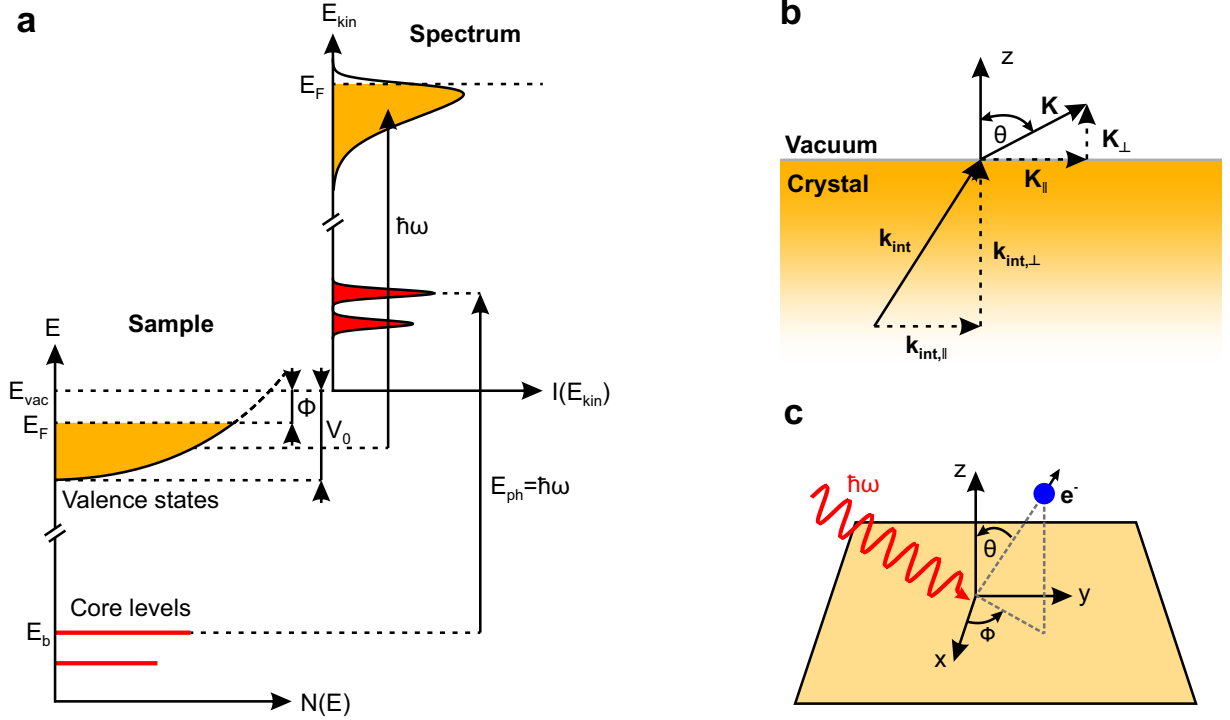 a
E_kin
Spectrum
E_F
ħω
Sample
E
E_vac
E_F
Φ
V_0
I(E_kin)
Valence states
E_ph=ħω
Core levels
E_b
N(E)
b
z
K
θ
K_⊥
Vacuum
K_∥
Crystal
k_int
k_int,⊥
k_int,∥
c
ħω
z
e^-
θ
y
Φ
x